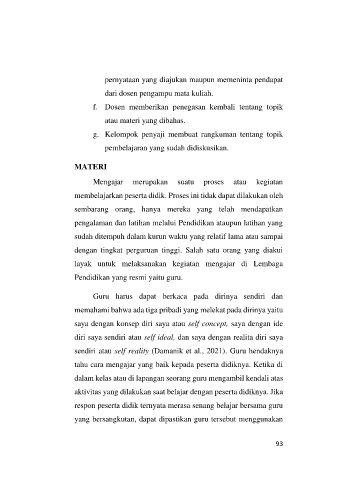 pernyataan yang diajukan maupun memeninta pendapat
dari dosen pengampu mata kuliah.
f. Dosen memberikan penegasan kembali tentang topik
atau materi yang dibahas.
g. Kelompok penyaji membuat rangkuman tentang topik
pembelajaran yang sudah didiskusikan.
MATERI
Mengajar merupakan suatu proses atau kegiatan
membelajarkan peserta didik. Proses ini tidak dapat dilakukan oleh
sembarang orang, hanya mereka yang telah mendapatkan
pengalaman dan latihan melalui Pendidikan ataupun latihan yang
sudah ditempuh dalam kurun waktu yang relatif lama atau sampai
dengan tingkat perguruan tinggi. Salah satu orang yang diakui
layak untuk melaksanakan kegiatan mengajar di Lembaga
Pendidikan yang resmi yaitu guru.
Guru harus dapat berkaca pada dirinya sendiri dan
memahami bahwa ada tiga pribadi yang melekat pada dirinya yaitu
saya dengan konsep diri saya atau self concept, saya dengan ide
diri saya sendiri atau self ideal, dan saya dengan realita diri saya
sendiri atau self reality (Damanik et al., 2021). Guru hendaknya
tahu cara mengajar yang baik kepada peserta didiknya. Ketika di
dalam kelas atau di lapangan seorang guru mengambil kendali atas
aktivitas yang dilakukan saat belajar dengan peserta didiknya. Jika
respon peserta didik ternyata merasa senang belajar bersama guru
yang bersangkutan, dapat dipastikan guru tersebut menggunakan
93